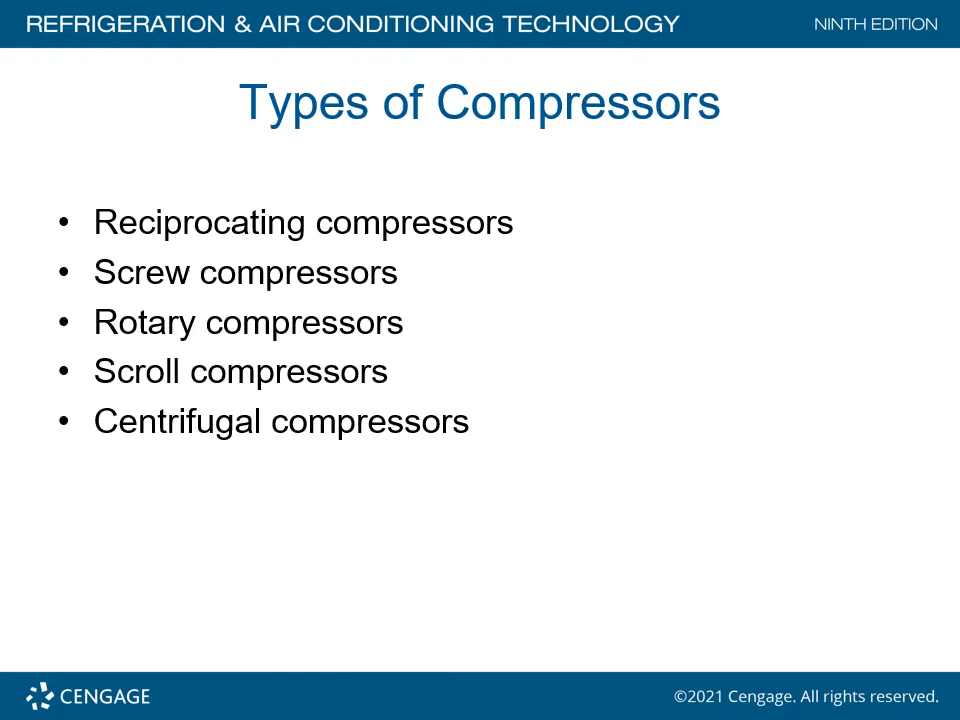 REFRIGERATION & AIR CONDITIONING TECHNOLOGY
NINTH EDITION
Types of Compressors
• Reciprocating compressors
• Screw compressors
• Rotary compressors
• Scroll compressors
• Centrifugal compressors
CENGAGE
©2021 Cengage. All rights reserved.